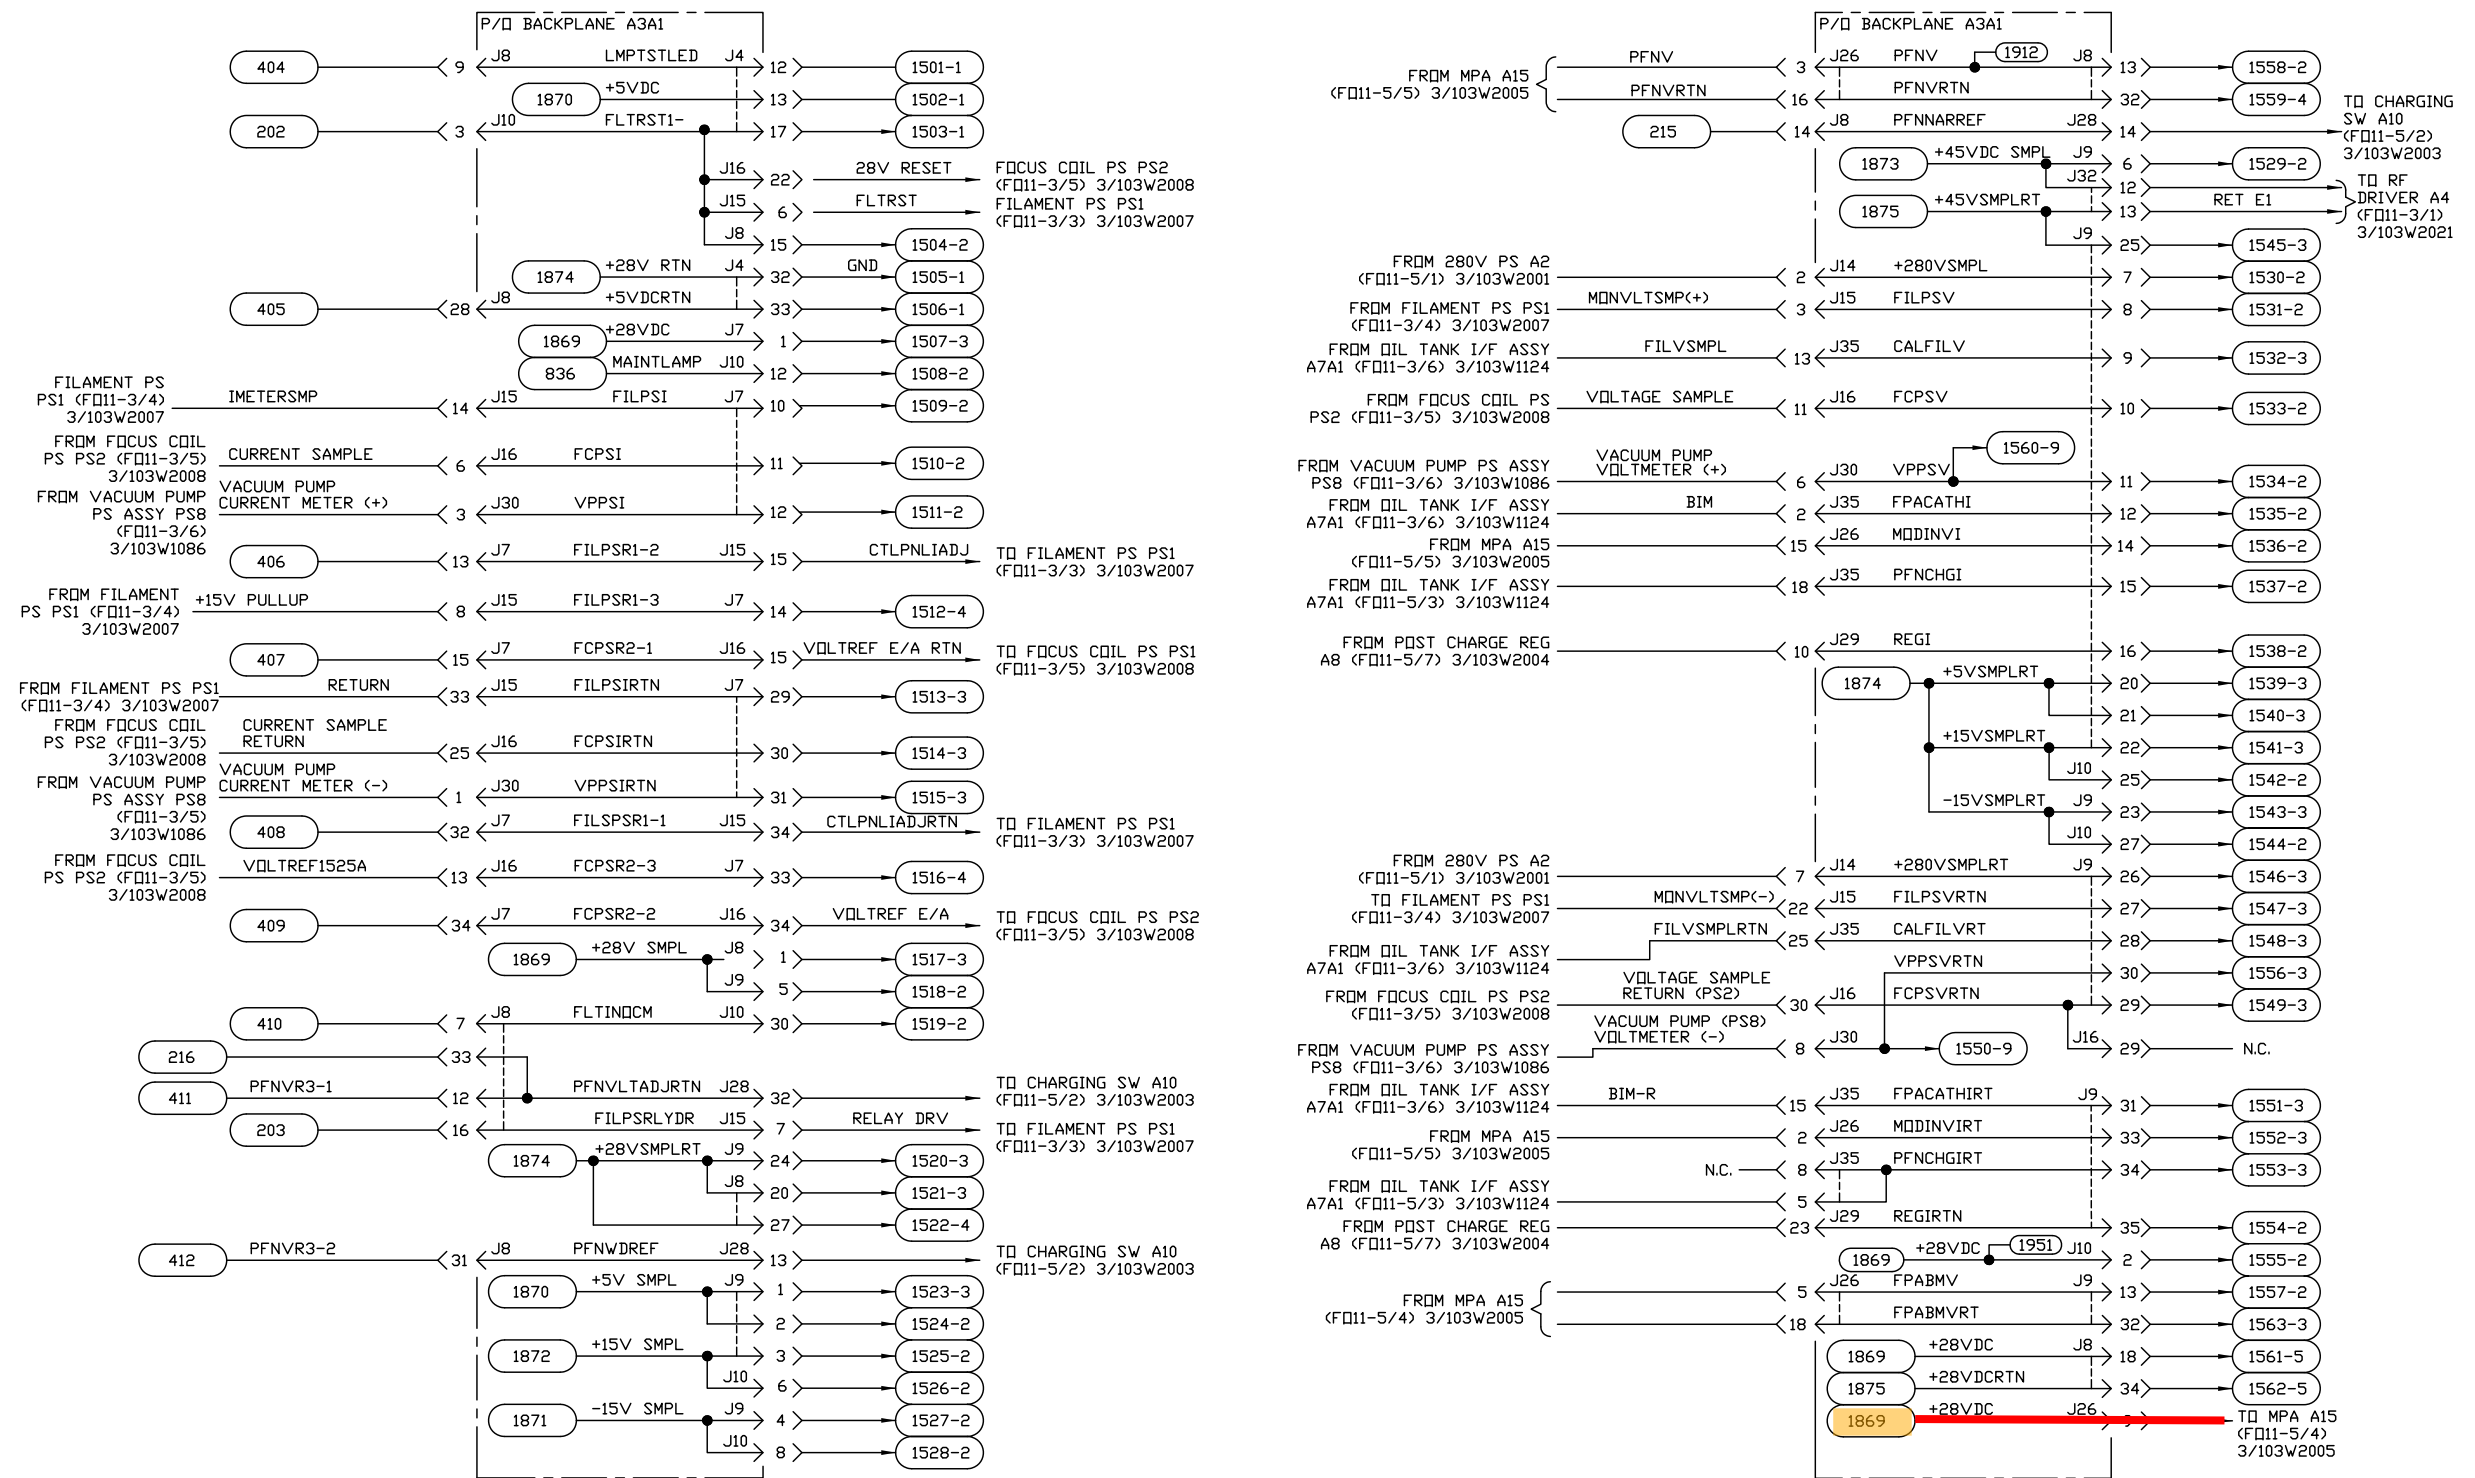 P/O BACKPLANE A3A1
404 9 J8 LMPTSTLED J4 12 1501-1
1870 +5VDC 13 1502-1
202 3 J10 FLTRST1- 17 1503-1
J16 22 28V RESET FOCUS COIL PS PS2
(FO11-3/5) 3/103W2008
J15 6 FLTRST FILAMENT PS PS1
(FO11-3/3) 3/103W2007
J8 15 1504-2
1874 +28V RTN J4 32 GND 1505-1
405 28 J8 +5VDCRTN 33 1506-1
1869 +28VDC J7 1 1507-3
836 MAINTLAMP J10 12 1508-2
FILAMENT PS
PS1 (FO11-3/4)
3/103W2007
IMETERSMP 14 J15 FILPSI J7 10 1509-2
FROM FOCUS COIL
PS PS2 (FO11-3/5)
3/103W2008
CURRENT SAMPLE 6 J16 FCPSI 11 1510-2
FROM VACUUM PUMP
PS ASSY PS8
(FO11-3/6)
3/103W1086
VACUUM PUMP
CURRENT METER (+) 3 J30 VPPSI 12 1511-2
406 13 J7 FILPSR1-2 J15 15 CTLPNLIADJ TO FILAMENT PS PS1
(FO11-3/3) 3/103W2007
FROM FILAMENT
PS PS1 (FO11-3/4)
3/103W2007
+15V PULLUP 8 J15 FILPSR1-3 J7 14 1512-4
407 15 J7 FCPSR2-1 J16 15 VOLTREF E/A RTN TO FOCUS COIL PS PS1
(FO11-3/5) 3/103W2008
FROM FILAMENT PS PS1
(FO11-3/4) 3/103W2007
RETURN 33 J15 FILPSIRTN J7 29 1513-3
FROM FOCUS COIL
PS PS2 (FO11-3/5)
3/103W2008
CURRENT SAMPLE
RETURN 25 J16 FCPSIRTN 30 1514-3
FROM VACUUM PUMP
PS ASSY PS8
(FO11-3/5)
3/103W1086
VACUUM PUMP
CURRENT METER (-) 1 J30 VPPSIRTN 31 1515-3
408 32 J7 FILSPSR1-1 J15 34 CTLPNLIADJRTN TO FILAMENT PS PS1
(FO11-3/3) 3/103W2007
FROM FOCUS COIL
PS PS2 (FO11-3/5)
3/103W2008
VOLTREF1525A 13 J16 FCPSR2-3 J7 33 1516-4
409 34 J7 FCPSR2-2 J16 34 VOLTREF E/A TO FOCUS COIL PS PS2
(FO11-3/5) 3/103W2008
1869 +28V SMPL J8 1 1517-3
J9 5 1518-2
410 7 J8 FLTINOCM J10 30 1519-2
216 33
411 PFNVR3-1 12 PFNVLTADJRTN J28 32 TO CHARGING SW A10
(FO11-5/2) 3/103W2003
203 16 FILPSRLYDR J15 7 RELAY DRV TO FILAMENT PS PS1
(FO11-3/3) 3/103W2007
1874 +28VSMPLRT J9 24 1520-3
J8 20 1521-3
27 1522-4
412 PFNVR3-2 31 J8 PFNWDREF J28 13 TO CHARGING SW A10
(FO11-5/2) 3/103W2003
1870 +5V SMPL J9 1 1523-3
2 1524-2
1872 +15V SMPL 3 1525-2
J10 6 1526-2
1871 -15V SMPL J9 4 1527-2
J10 8 1528-2
P/O BACKPLANE A3A1
FROM MPA A15
(FO11-5/5) 3/103W2005
PFNV 3 J26 PFNV 1912 J8 13 1558-2
PFNVRTN 16 PFNVRTN 32 1559-4
215 14 J8 PFNNARREF J28 14 TO CHARGING
SW A10
(FO11-5/2)
3/103W2003
1873 +45VDC SMPL J9 6 1529-2
J32 12 TO RF
DRIVER A4
(FO11-3/1)
3/103W2021
1875 +45VSMPLRT 13 RET E1
J9 25 1545-3
FROM 280V PS A2
(FO11-5/1) 3/103W2001
2 J14 +280VSMPL 7 1530-2
FROM FILAMENT PS PS1
(FO11-3/4) 3/103W2007
MONVLTSMP(+) 3 J15 FILPSV 8 1531-2
FROM OIL TANK I/F ASSY
A7A1 (FO11-3/6) 3/103W1124
FILVSMPL 13 J35 CALFILV 9 1532-3
FROM FOCUS COIL PS
PS2 (FO11-3/5) 3/103W2008
VOLTAGE SAMPLE 11 J16 FCPSV 10 1533-2
1560-9
FROM VACUUM PUMP PS ASSY
PS8 (FO11-3/6) 3/103W1086
VACUUM PUMP
VOLTMETER (+) 6 J30 VPPSV 11 1534-2
FROM OIL TANK I/F ASSY
A7A1 (FO11-3/6) 3/103W1124
BIM 2 J35 FPACATHI 12 1535-2
FROM MPA A15
(FO11-5/5) 3/103W2005
15 J26 MODINVI 14 1536-2
FROM OIL TANK I/F ASSY
A7A1 (FO11-5/3) 3/103W1124
18 J35 PFNCHGI 15 1537-2
FROM POST CHARGE REG
A8 (FO11-5/7) 3/103W2004
10 J29 REGI 16 1538-2
1874 +5VSMPLRT 20 1539-3
21 1540-3
+15VSMPLRT 22 1541-3
J10 25 1542-2
-15VSMPLRT J9 23 1543-3
J10 27 1544-2
FROM 280V PS A2
(FO11-5/1) 3/103W2001
7 J14 +280VSMPLRT J9 26 1546-3
TO FILAMENT PS PS1
(FO11-3/4) 3/103W2007
MONVLTSMP(-) 22 J15 FILPSVRTN 27 1547-3
FROM OIL TANK I/F ASSY
A7A1 (FO11-3/6) 3/103W1124
FILVSMPLRTN 25 J35 CALFILVRT 28 1548-3
VPPSVRTN 30 1556-3
FROM FOCUS COIL PS PS2
(FO11-3/5) 3/103W2008
VOLTAGE SAMPLE
RETURN (PS2) 30 J16 FCPSVRTN 29 1549-3
FROM VACUUM PUMP PS ASSY
PS8 (FO11-3/6) 3/103W1086
VACUUM PUMP (PS8)
VOLTMETER (-) 8 J30 1550-9 J16 29 N.C.
FROM OIL TANK I/F ASSY
A7A1 (FO11-3/6) 3/103W1124
BIM-R 15 J35 FPACATHIRT J9 31 1551-3
FROM MPA A15
(FO11-5/5) 3/103W2005
2 J26 MODINVIRT 33 1552-3
N.C. 8 J35 PFNCHGIRT 34 1553-3
FROM OIL TANK I/F ASSY
A7A1 (FO11-5/3) 3/103W1124
5
FROM POST CHARGE REG
A8 (FO11-5/7) 3/103W2004
23 J29 REGIRTN 35 1554-2
1869 +28VDC 1951 J10 2 1555-2
FROM MPA A15
(FO11-5/4) 3/103W2005
5 J26 FPABMV J9 13 1557-2
18 FPABMVRT 32 1563-3
1869 +28VDC J8 18 1561-5
1875 +28VDCRTN 34 1562-5
1869 +28VDC J26 TO MPA A15
(FO11-5/4)
3/103W2005